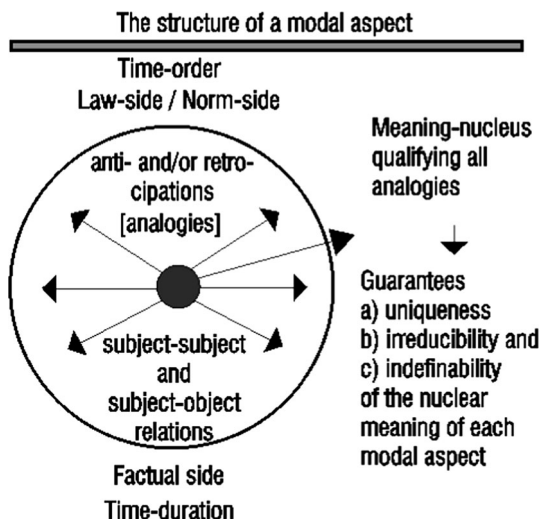 The structure of a modal aspect
Time-order
Law-side / Norm-side
anti- and/or retro-
cipations
[analogies]
subject-subject
and
subject-object
relations
Factual side
Time-duration
Meaning-nucleus
qualifying all
analogies
Guarantees
a) uniqueness
b) irreducibility and
c) indefinability
of the nuclear
meaning of each
modal aspect